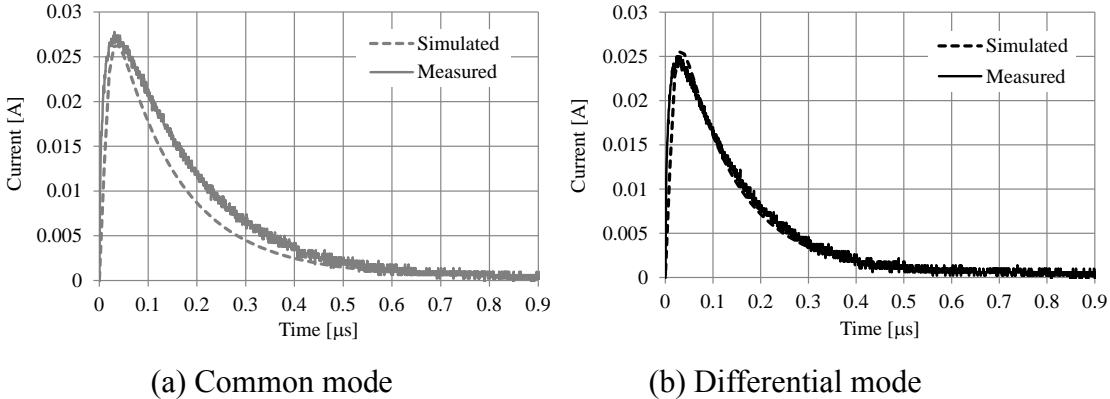 0.03
0.025
0.02
0.015
0.01
0.005
0
Current [A]
Simulated
Measured
0 0.1 0.2 0.3 0.4 0.5 0.6 0.7 0.8 0.9
Time [μs]
(a) Common mode
0.03
0.025
0.02
0.015
0.01
0.005
0
Current [A]
Simulated
Measured
0 0.1 0.2 0.3 0.4 0.5 0.6 0.7 0.8 0.9
Time [μs]
(b) Differential mode